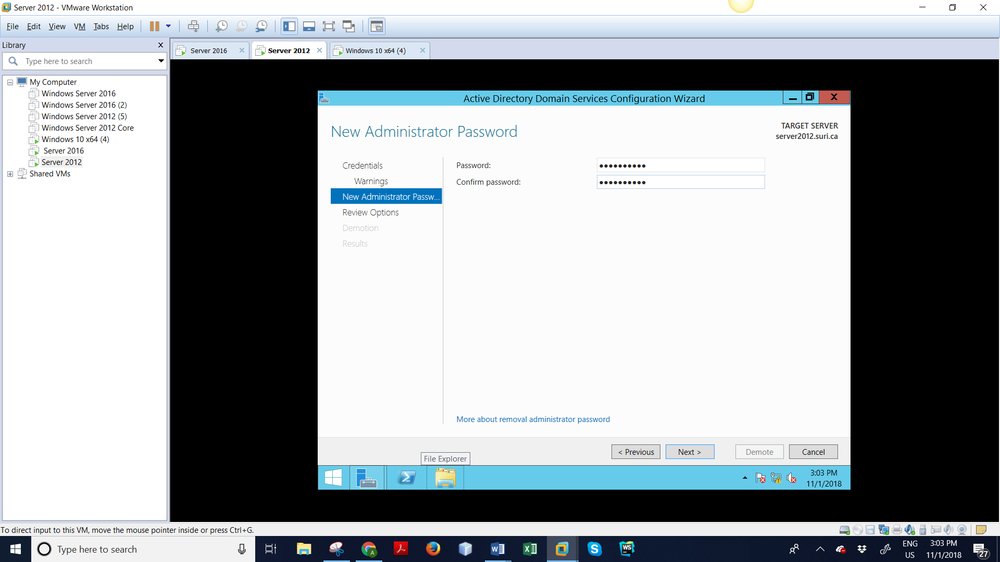 Server 2012 - VMware Workstation
File Edit View VM Tabs Help
Library
Type here to search
My Computer
Windows Server 2016
Windows Server 2016 (2)
Windows Server 2012 (5)
Windows Server 2012 Core
Windows 10 x64 (4)
Server 2016
Server 2012
Shared VMs
Server 2016 Server 2012 Windows 10 x64 (4)
Active Directory Domain Services Configuration Wizard
New Administrator Password
TARGET SERVER
server2012.suri.ca
Credentials
Warnings
New Administrator Passw...
Review Options
Demotion
Results
Password: ••••••••••
Confirm password: ••••••••••
More about removal administrator password
< Previous Next > Demote Cancel
File Explorer
3:03 PM
11/1/2018
To direct input to this VM, move the mouse pointer inside or press Ctrl+G.
Type here to search
A
WS
ENG
US
3:03 PM
11/1/2018
27